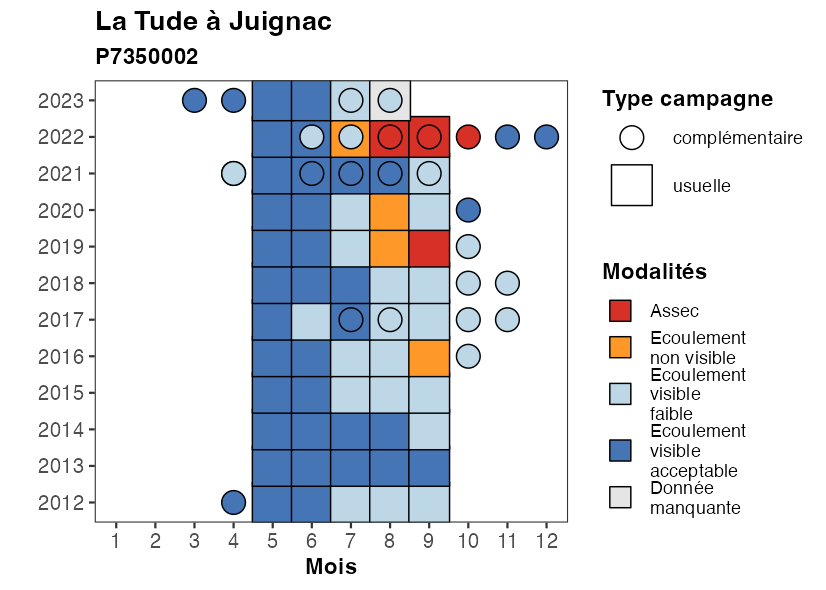 La Tude à Juignac
P7350002
2023
2022
2021
2020
2019
2018
2017
2016
2015
2014
2013
2012
1 2 3 4 5 6 7 8 9 10 11 12
Mois
Type campagne
complémentaire
usuelle
Modalités
Assec
Ecoulement
non visible
Ecoulement
visible
faible
Ecoulement
visible
acceptable
Donnée
manquante